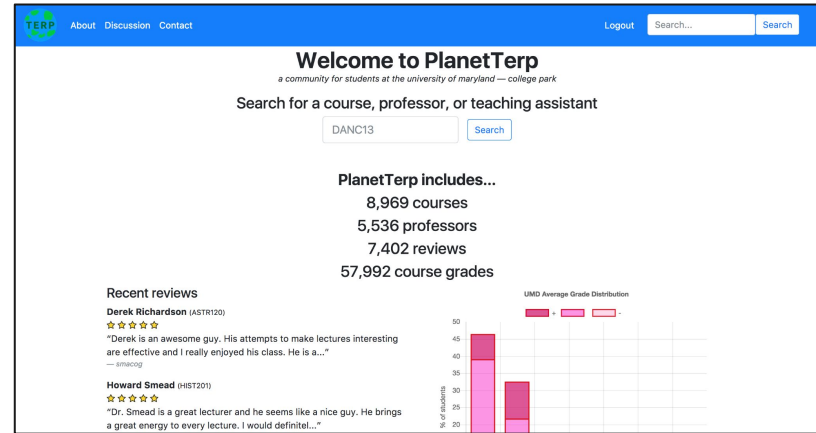 TERP
About Discussion Contact
Logout
Search...
Search
Welcome to PlanetTerp
a community for students at the university of maryland — college park
Search for a course, professor, or teaching assistant
DANC13
Search
PlanetTerp includes...
8,969 courses
5,536 professors
7,402 reviews
57,992 course grades
Recent reviews
Derek Richardson (ASTR120)
“Derek is an awesome guy. His attempts to make lectures interesting
are effective and I really enjoyed his class. He is a...”
— smacog
Howard Smead (HIST201)
“Dr. Smead is a great lecturer and he seems like a nice guy. He brings
a great energy to every lecture. I would definitel...”
UMD Average Grade Distribution
+
-
50
45
40
35
30
25
20
% of students